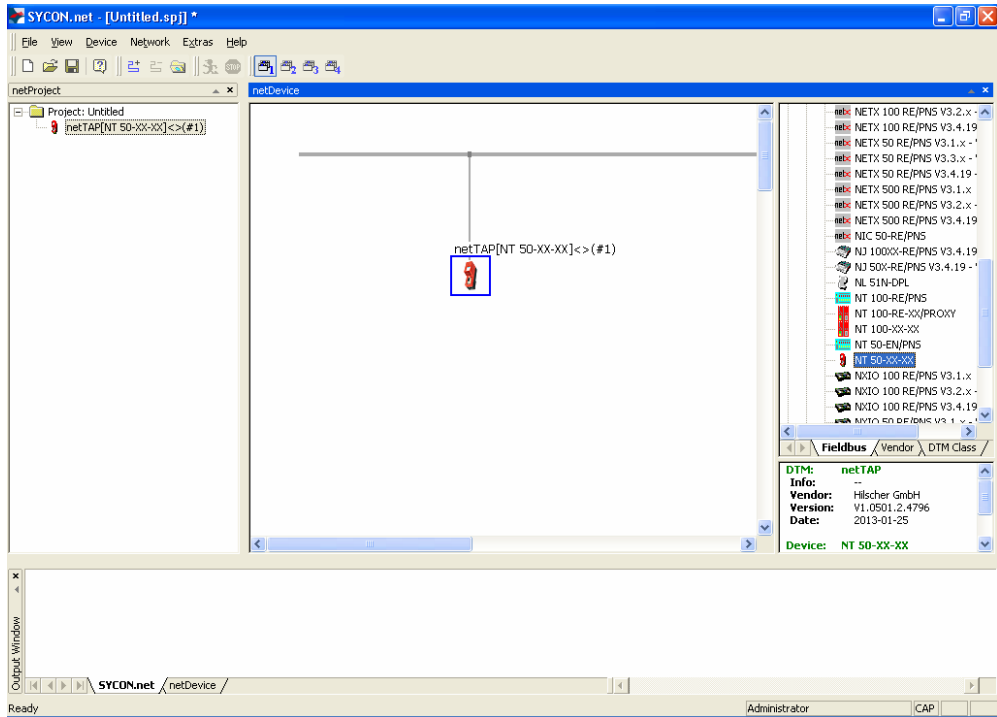 SYCON.net - [Untitled.spj] *
File View Device Network Extras Help
netProject
netDevice
Project: Untitled
netTAP[NT 50-XX-XX]<>(#1)
netTAP[NT 50-XX-XX]<>(#1)
NETX 100 RE/PNS V3.2.x -
NETX 100 RE/PNS V3.4.19
NETX 50 RE/PNS V3.1.x - '
NETX 50 RE/PNS V3.3.x - '
NETX 50 RE/PNS V3.4.19 -
NETX 500 RE/PNS V3.1.x
NETX 500 RE/PNS V3.2.x -
NETX 500 RE/PNS V3.4.19
NIC 50-RE/PNS
NJ 100XX-RE/PNS V3.4.19
NJ 50X-RE/PNS V3.4.19 - '
NL 51N-DPL
NT 100-RE/PNS
NT 100-RE-XX/PROXY
NT 100-XX-XX
NT 50-EN/PNS
NT 50-XX-XX
NXIO 100 RE/PNS V3.1.x
NXIO 100 RE/PNS V3.2.x -
NXIO 100 RE/PNS V3.4.19
NXIO 50 RE/PNS V3.1.x - '
Fieldbus Vendor DTM Class
DTM: netTAP
Info: --
Vendor: Hilscher GmbH
Version: V1.0501.2.4796
Date: 2013-01-25
Device: NT 50-XX-XX
Output Window
SYCON.net netDevice
Ready Administrator CAP